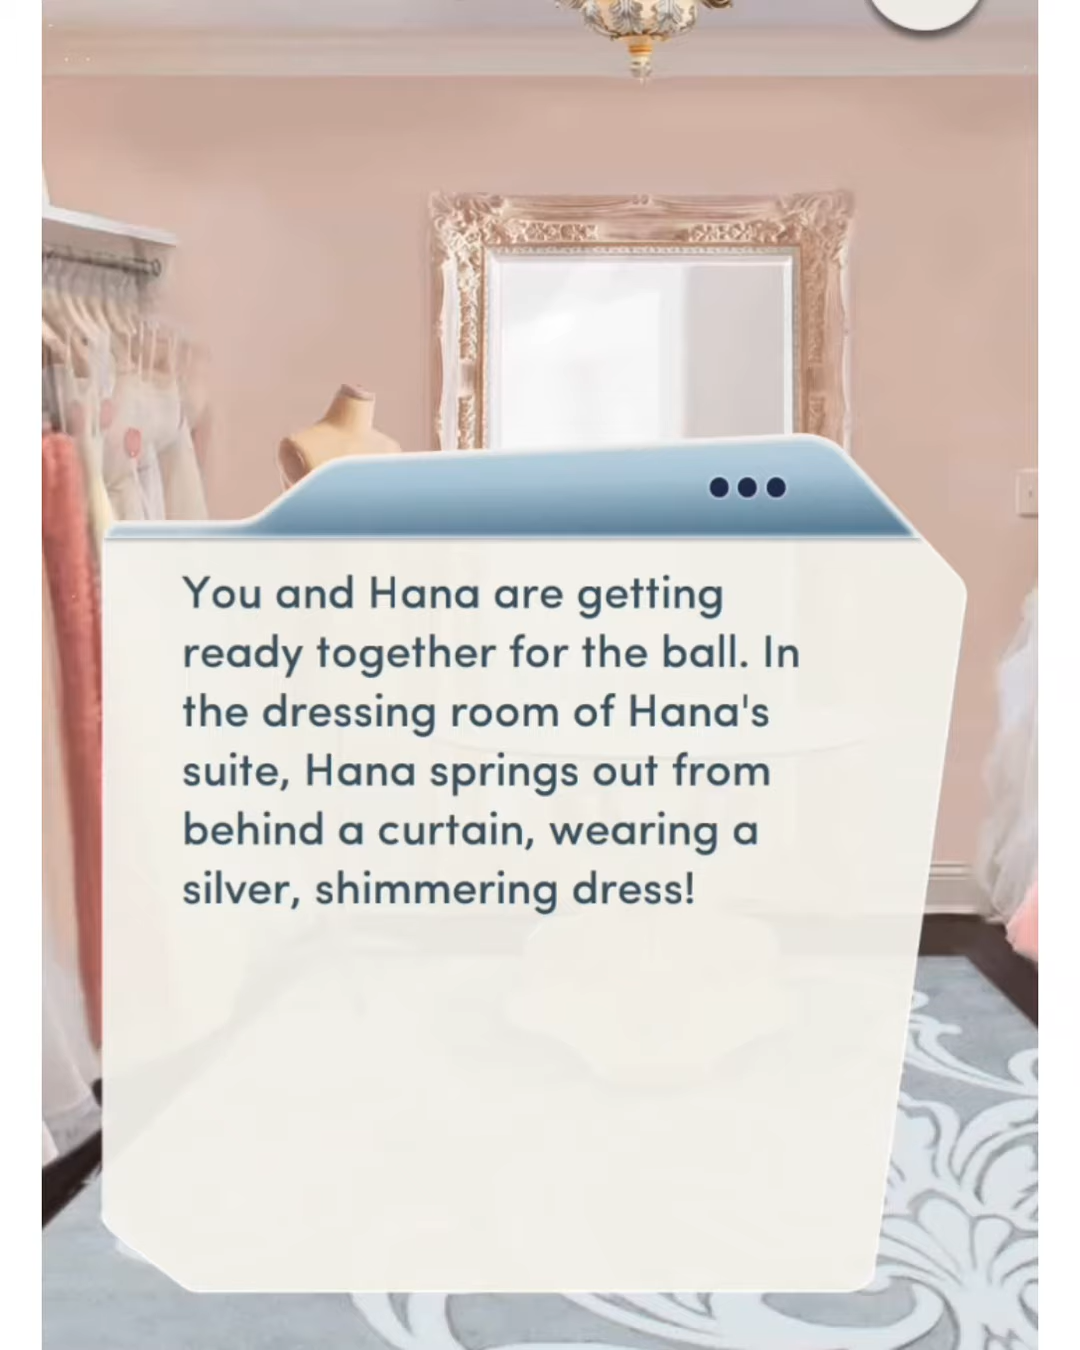 You and Hana are getting
ready together for the ball. In
the dressing room of Hana's
suite, Hana springs out from
behind a curtain, wearing a
silver, shimmering dress!